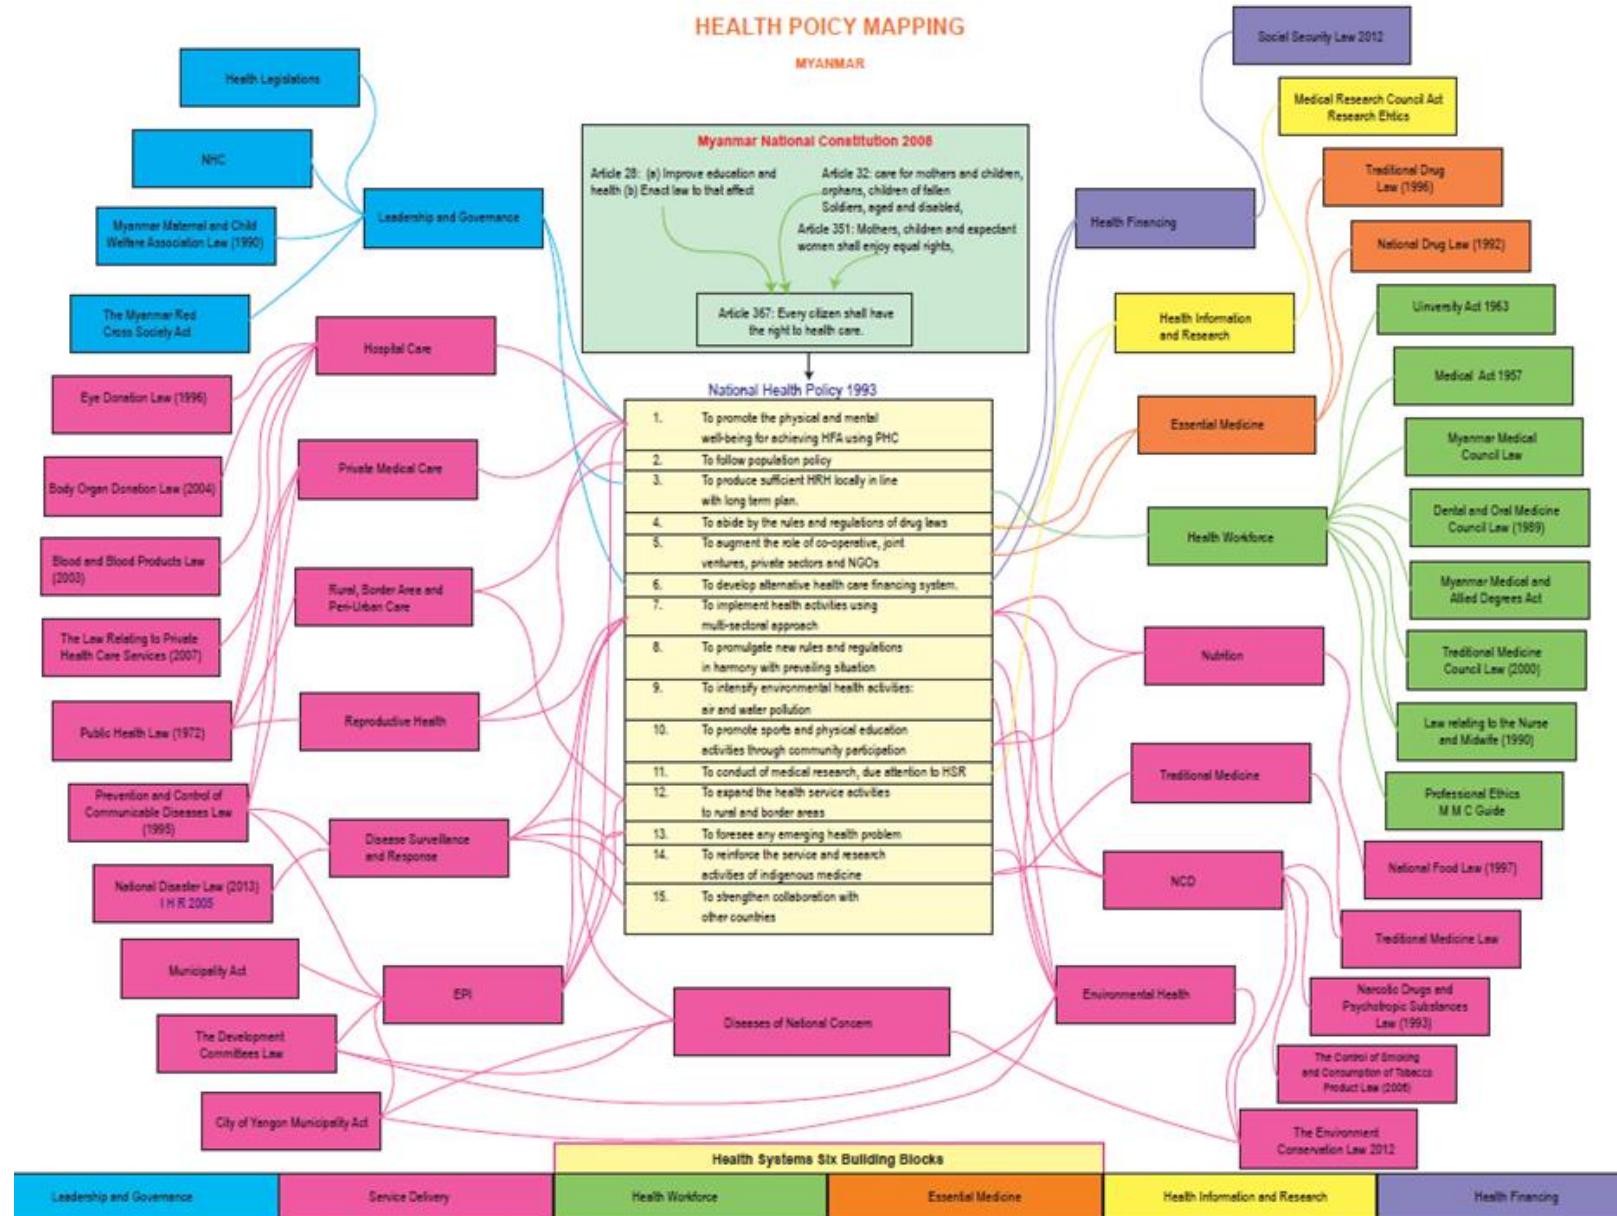 HEALTH POICY MAPPING
MYANMAR
Myanmar National Constitution 2008
Article 28: (a) Improve education and
health (b) Enact law to that affect
Article 32: care for mothers and children,
orphans, children of fallen
Soldiers, aged and disabled,
Article 351: Mothers, children and expectant
women shall enjoy equal rights,
Article 367: Every citizen shall have
the right to health care.
National Health Policy 1993
1. To promote the physical and mental
well-being for achieving HFA using PHC
2. To follow population policy
3. To produce sufficient HRH locally in line
with long term plan.
4. To abide by the rules and regulations of drug laws
5. To augment the role of co-operative, joint
ventures, private sectors and NGOs
6. To develop alternative health care financing system.
7. To implement health activities using
multi-sectoral approach
8. To promulgate new rules and regulations
in harmony with prevailing situation
9. To intensify environmental health activities:
air and water pollution
10. To promote sports and physical education
activities through community participation
11. To conduct of medical research, due attention to HSR
12. To expand the health service activities
to rural and border areas
13. To foresee any emerging health problem
14. To reinforce the service and research
activities of indigenous medicine
15. To strengthen collaboration with
other countries
Health Legislations
NHC
Myanmar Maternal and Child
Welfare Association Law (1990)
The Myanmar Red
Cross Society Act
Leadership and Governance
Hospital Care
Eye Donation Law (1996)
Private Medical Care
Body Organ Donation Law (2004)
Blood and Blood Products Law
(2003)
Rural, Border Area and
Peri-Urban Care
The Law Relating to Private
Health Care Services (2007)
Reproductive Health
Public Health Law (1972)
Prevention and Control of
Communicable Diseases Law
(1995)
Disease Surveillance
and Response
National Disaster Law (2013)
I H R 2005
Municipality Act
EPI
The Development
Committees Law
City of Yangon Municipality Act
Diseases of National Concern
Social Security Law 2012
Medical Research Council Act
Research Ehtics
Traditional Drug
Law (1996)
Health Financing
National Drug Law (1992)
Health Information
and Research
Uinversity Act 1963
Medical Act 1957
Essential Medicine
Myanmar Medical
Council Law
Dental and Oral Medicine
Council Law (1989)
Health Workforce
Myanmar Medical and
Allied Degrees Act
Nutrition
Traditional Medicine
Council Law (2000)
Law relating to the Nurse
and Midwife (1990)
Traditional Medicine
Professional Ethics
M M C Guide
NCD
National Food Law (1997)
Traditional Medicine Law
Environmental Health
Narcotic Drugs and
Psychotropic Substances
Law (1993)
The Control of Smoking
and Consumption of Tobacco
Product Law (2006)
The Environment
Conservation Law 2012
Health Systems Six Building Blocks
Leadership and Governance
Service Delivery
Health Workforce
Essential Medicine
Health Information and Research
Health Financing